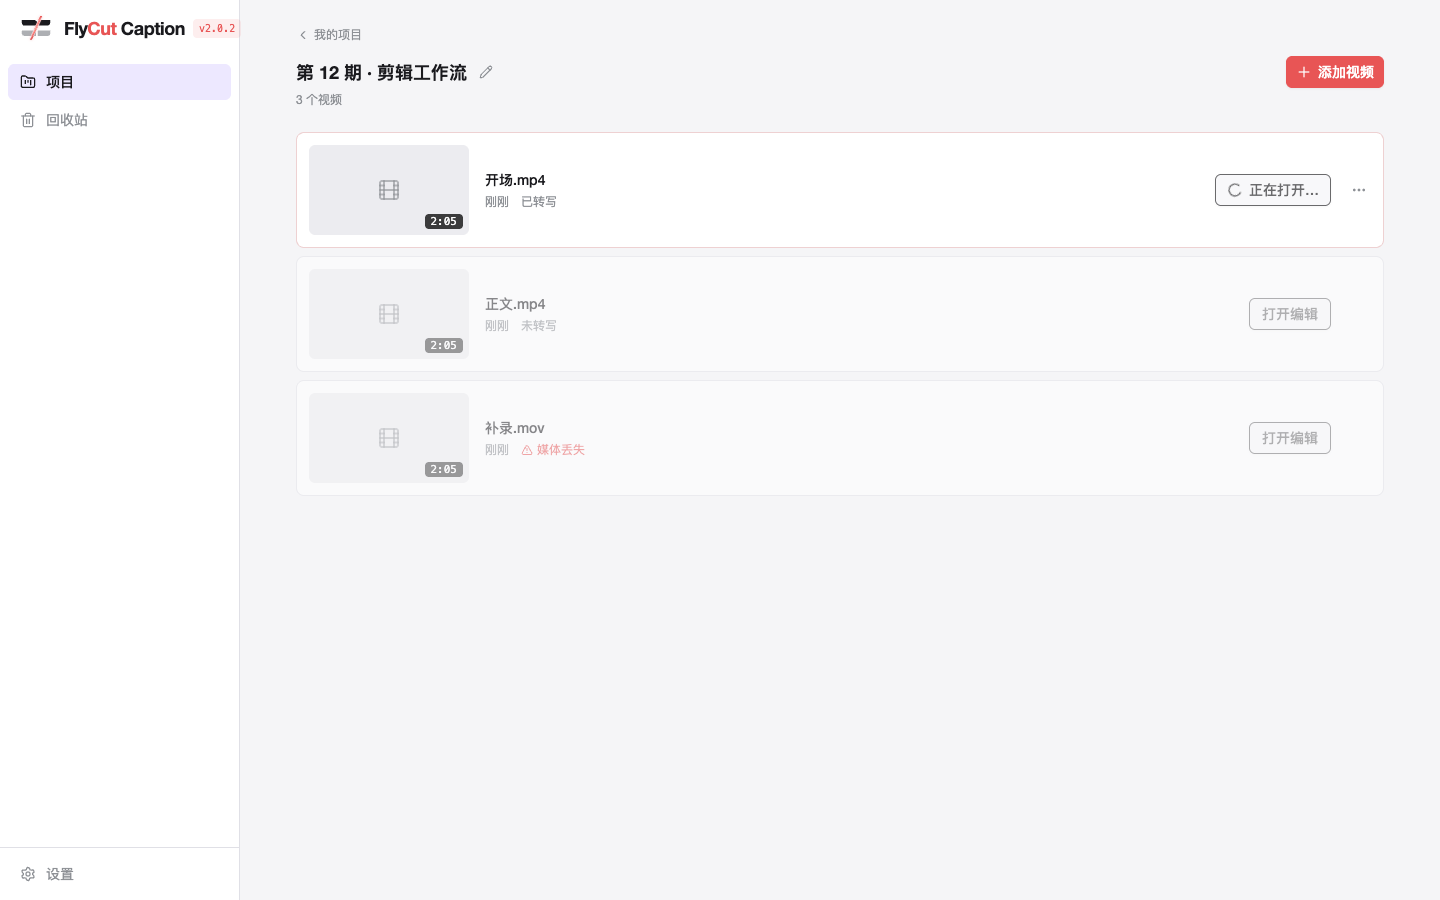 FlyCut Caption v2.0.2
项目
回收站
设置
我的项目
第 12 期 · 剪辑工作流
3 个视频
添加视频
2:05
开场.mp4
刚刚 已转写
正在打开...
2:05
正文.mp4
刚刚 未转写
打开编辑
2:05
补录.mov
刚刚 媒体丢失
打开编辑